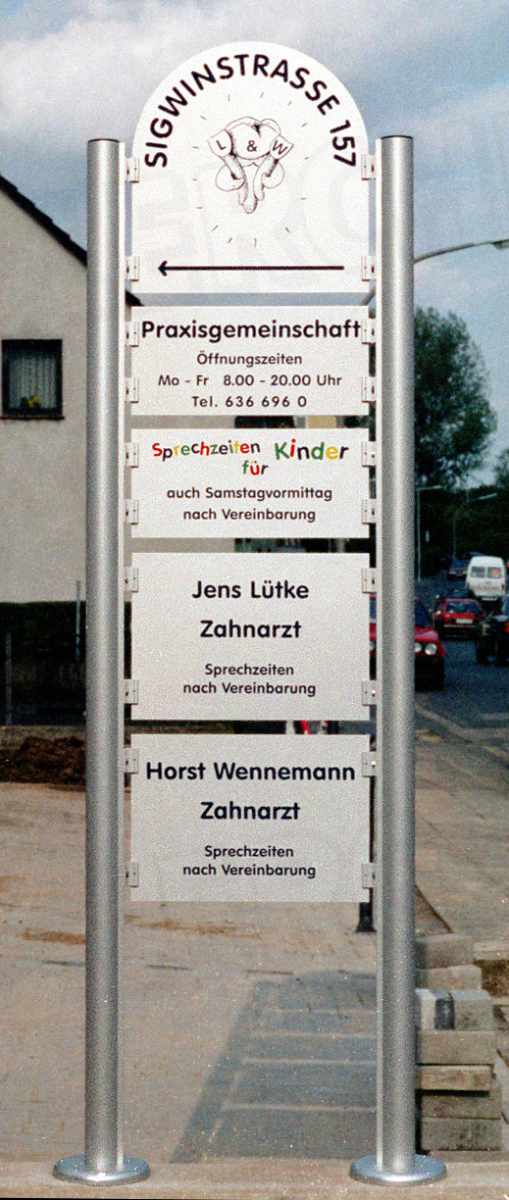 SIGWINSTRASSE 157
L & W
Praxisgemeinschaft
Öffnungszeiten
Mo - Fr 8.00 - 20.00 Uhr
Tel. 636 696 0
Sprechzeiten Kinder
für
auch Samstagvormittag
nach Vereinbarung
Jens Lütke
Zahnarzt
Sprechzeiten
nach Vereinbarung
Horst Wennemann
Zahnarzt
Sprechzeiten
nach Vereinbarung